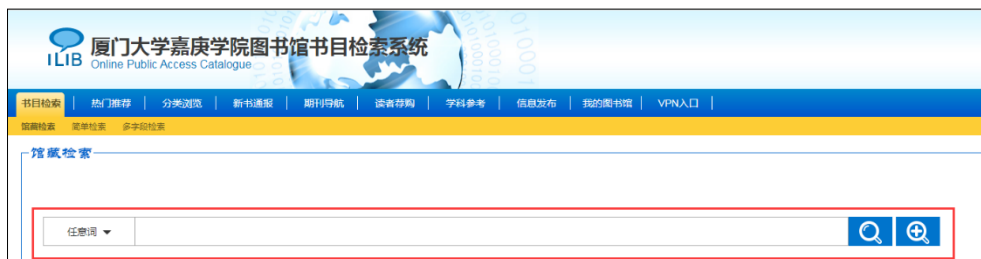 厦门大学嘉庚学院图书馆书目检索系统
ILIB Online Public Access Catalogue
书目检索 | 热门推荐 | 分类浏览 | 新书通报 | 期刊导航 | 读者荐购 | 学科参考 | 信息发布 | 我的图书馆 | VPN入口 |
馆藏检索 简单检索 多字段检索
馆藏检索
任意词